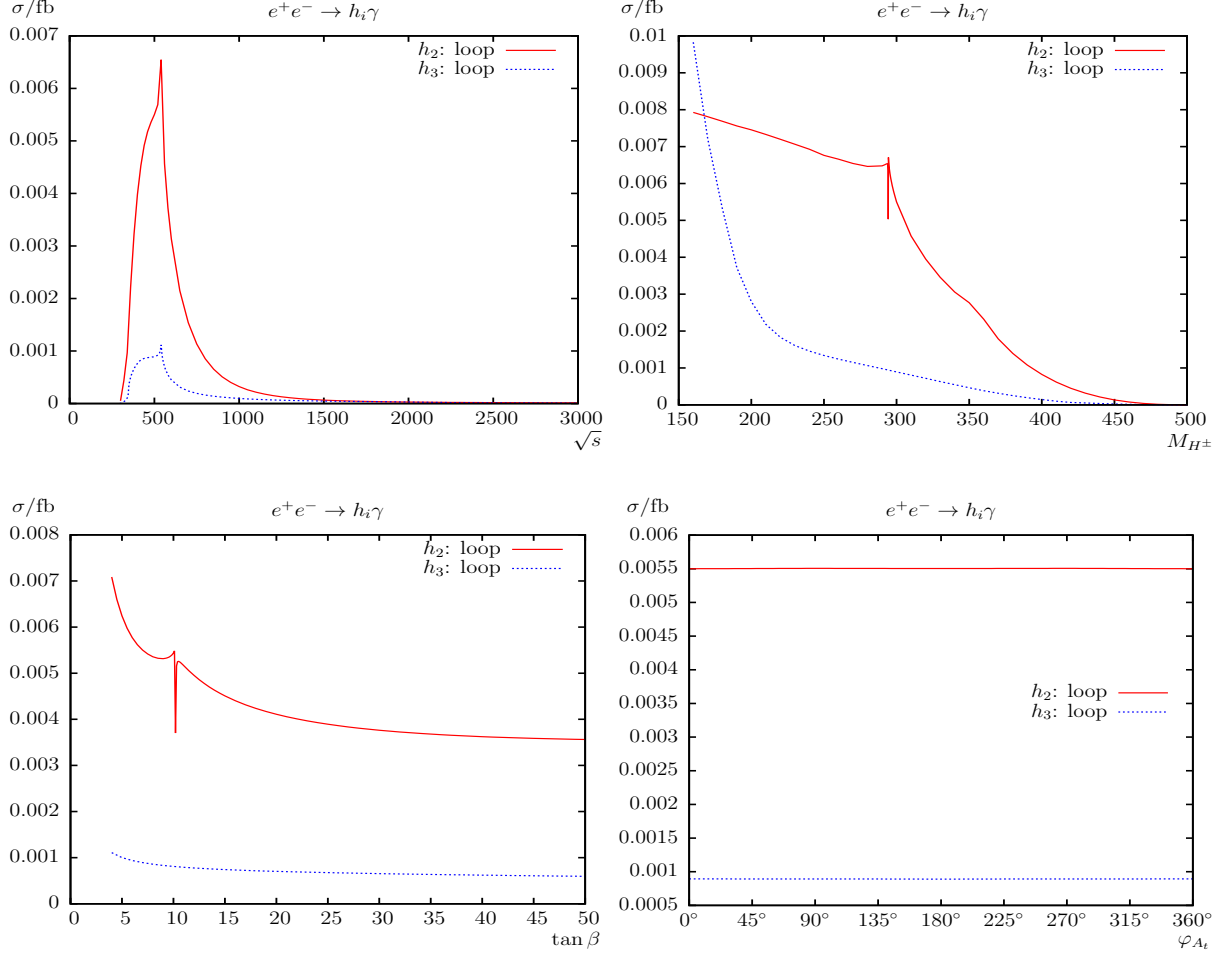 σ/fb
e⁺e⁻ → hᵢγ
h₂: loop
h₃: loop
0.007
0.006
0.005
0.004
0.003
0.002
0.001
0
0 500 1000 1500 2000 2500 3000
√s
σ/fb
e⁺e⁻ → hᵢγ
h₂: loop
h₃: loop
0.01
0.009
0.008
0.007
0.006
0.005
0.004
0.003
0.002
0.001
0
150 200 250 300 350 400 450 500
M_{H^±}
σ/fb
e⁺e⁻ → hᵢγ
h₂: loop
h₃: loop
0.008
0.007
0.006
0.005
0.004
0.003
0.002
0.001
0
0 5 10 15 20 25 30 35 40 45 50
tan β
σ/fb
e⁺e⁻ → hᵢγ
0.006
0.0055
0.005
0.0045
0.004
0.0035
0.003
0.0025
0.002
0.0015
0.001
0.0005
h₂: loop
h₃: loop
0° 45° 90° 135° 180° 225° 270° 315° 360°
φ_{A_t}